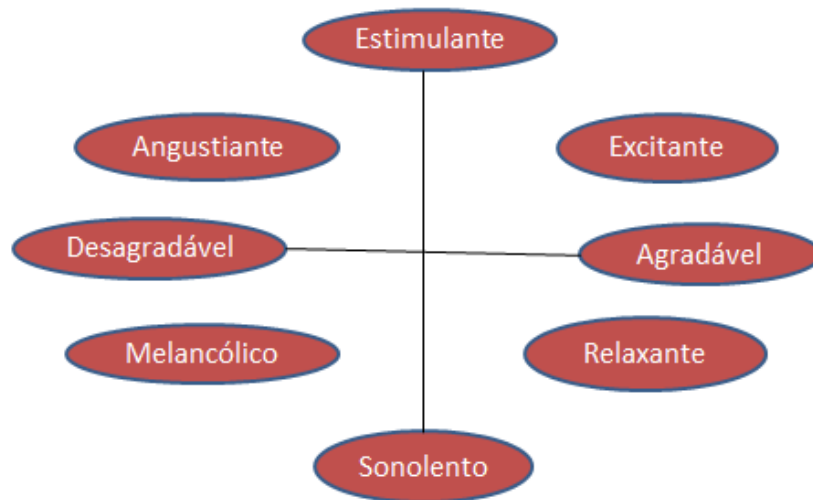 Estimulante
Angustiante
Excitante
Desagradável
Agradável
Melancólico
Relaxante
Sonolento